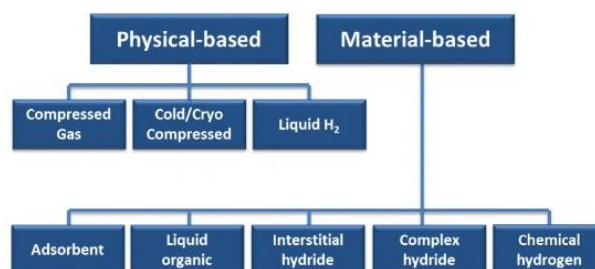 Physical-based
Material-based
Compressed
Gas
Cold/Cryo
Compressed
Liquid H₂
Adsorbent
Liquid
organic
Interstitial
hydride
Complex
hydride
Chemical
hydrogen